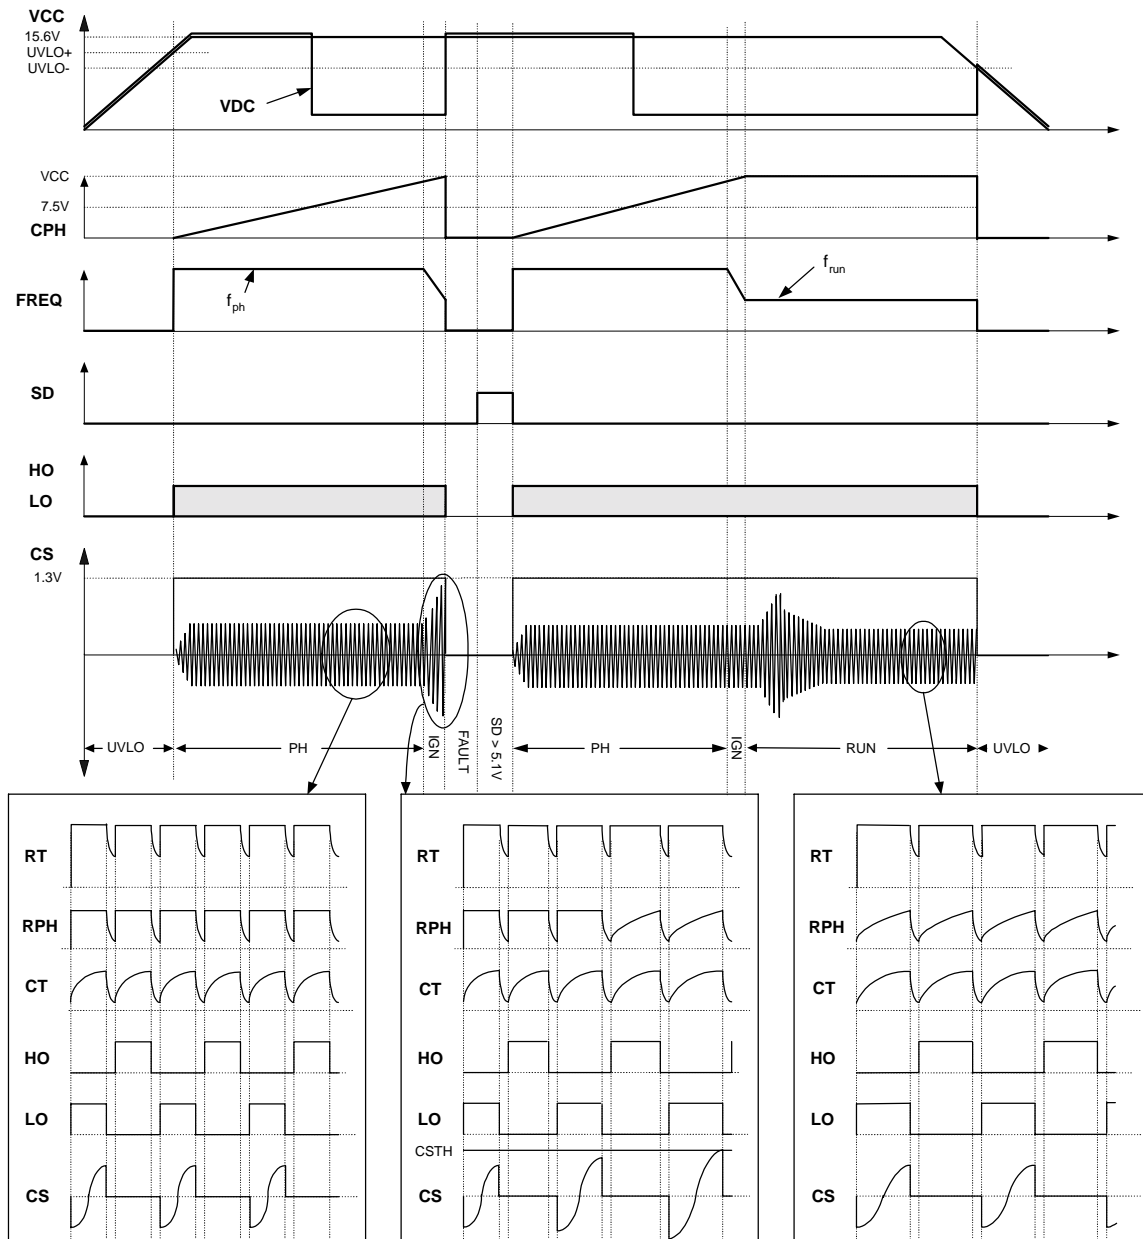 VCC
15.6V
UVLO+
UVLO-
VDC
VCC
7.5V
CPH
FREQ
f_ph
f_run
SD
HO
LO
CS
1.3V
UVLO
PH
IGN
FAULT
SD > 5.1V
PH
IGN
RUN
UVLO
RT
RPH
CT
HO
LO
CS
RT
RPH
CT
HO
LO
CSTH
CS
RT
RPH
CT
HO
LO
CS